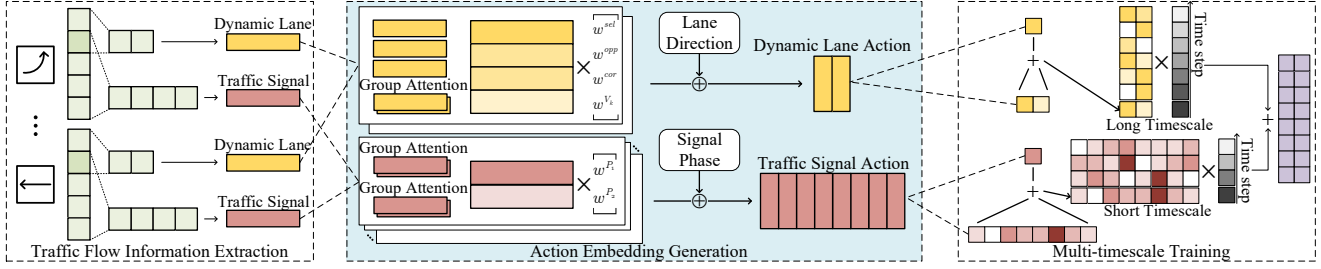 Dynamic Lane
Traffic Signal
Dynamic Lane
Traffic Signal
Traffic Flow Information Extraction
Group Attention
w^{sel}
w^{opp}
w^{cor}
w^{V_k}
×
Lane
Direction
Dynamic Lane Action
Group Attention
Group Attention
w^{P_1}
w^{P_2}
×
Signal
Phase
Traffic Signal Action
Action Embedding Generation
+
×
Time step
Long Timescale
+
+
×
Time step
Short Timescale
Multi-timescale Training